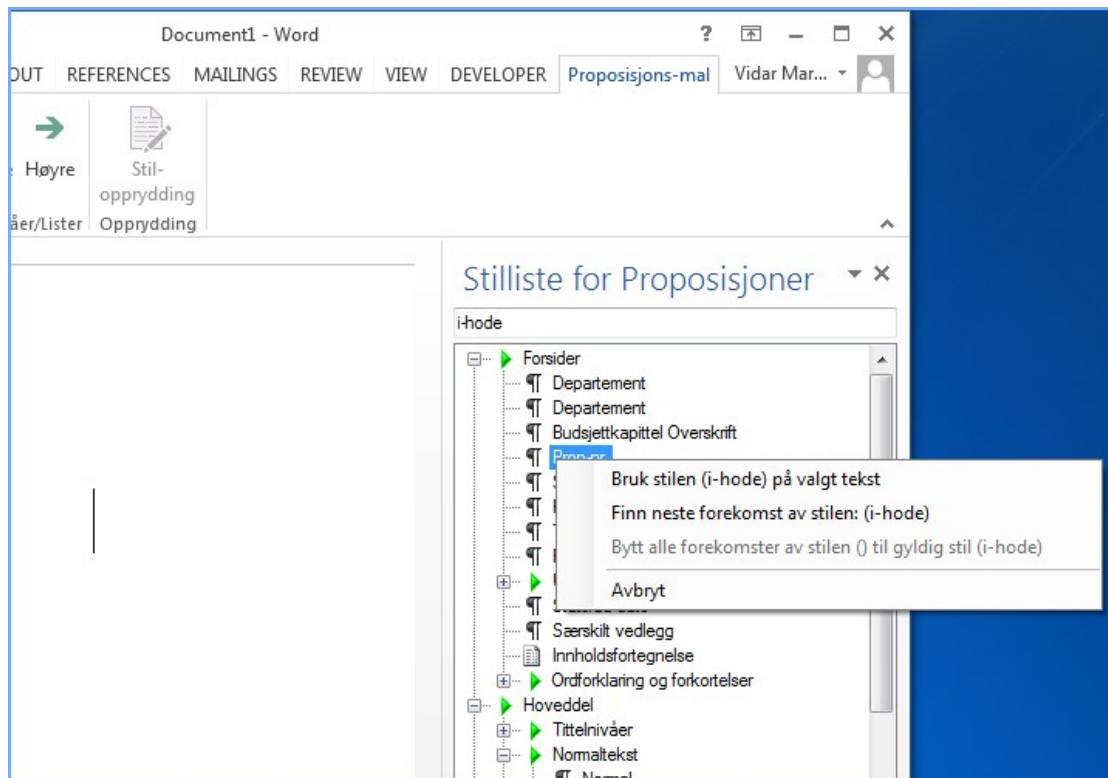 Document1 - Word
?
OUT REFERENCES MAILINGS REVIEW VIEW DEVELOPER Proposisjons-mal Vidar Mar...
Høyre
Stil-
opprydding
åer/Lister Opprydding
Stilliste for Proposisjoner
i-hode
Forsider
Departement
Departement
Budsjettkapittel Overskrift
Prop-nr
Bruk stilen (i-hode) på valgt tekst
Finn neste forekomst av stilen: (i-hode)
Bytt alle forekomster av stilen () til gyldig stil (i-hode)
Avbryt
Særskilt vedlegg
Innholdsfortegnelse
Ordforklaring og forkortelser
Hoveddel
Tittelnivåer
Normaltekst
Normal